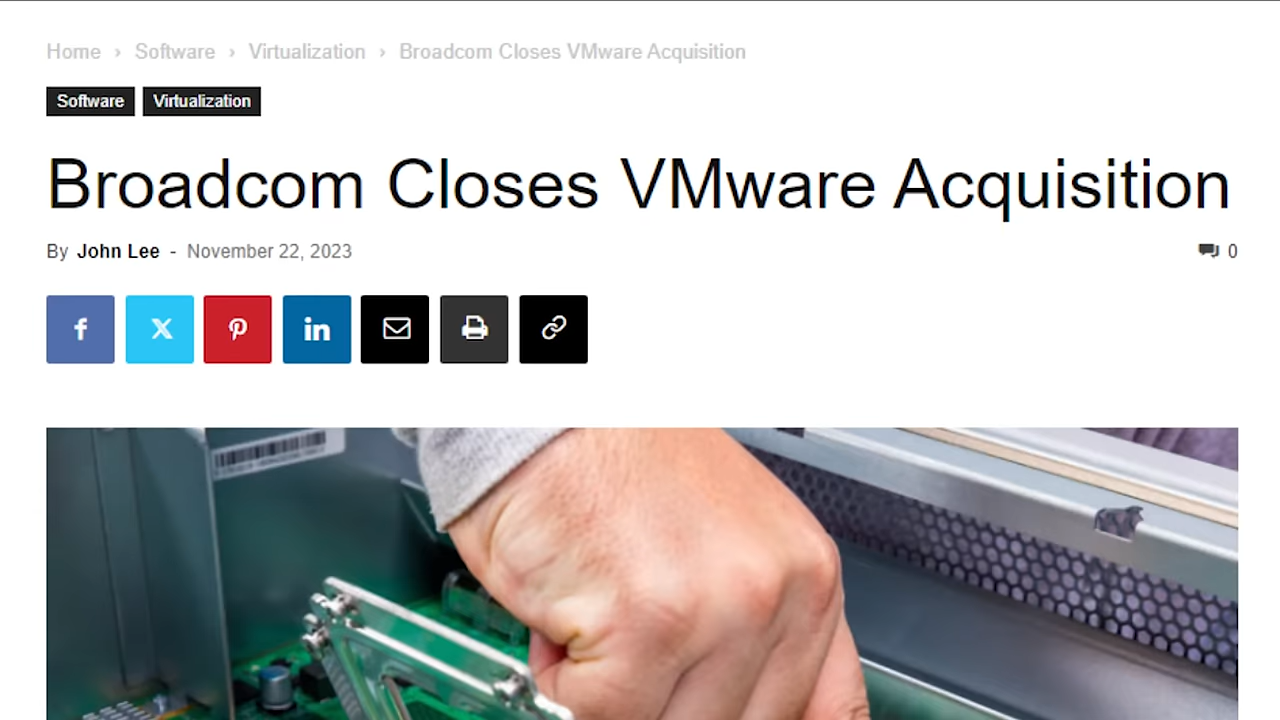 Home › Software › Virtualization › Broadcom Closes VMware Acquisition
Software Virtualization
Broadcom Closes VMware Acquisition
By John Lee - November 22, 2023 0